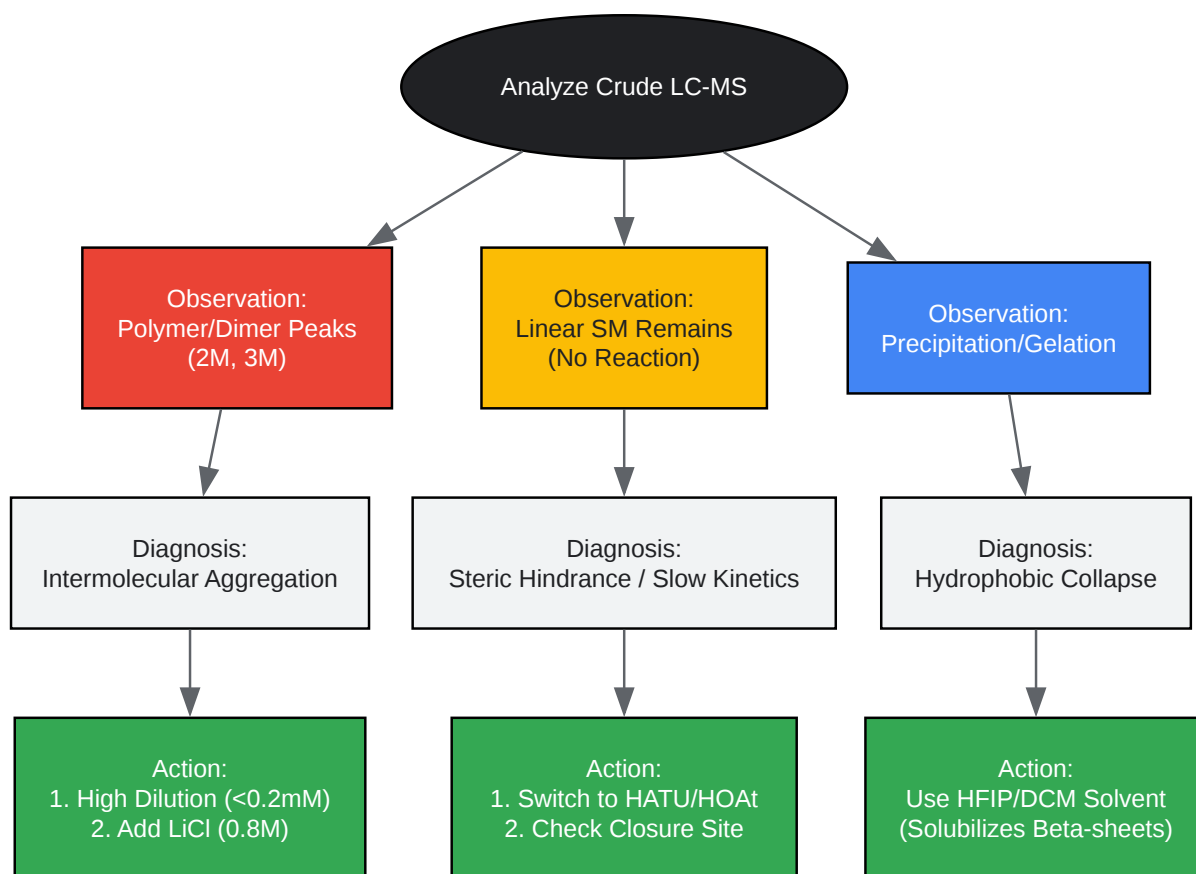 Analyze Crude LC-MS
Observation:
Polymer/Dimer Peaks
(2M, 3M)
Observation:
Linear SM Remains
(No Reaction)
Observation:
Precipitation/Gelation
Diagnosis:
Intermolecular Aggregation
Diagnosis:
Steric Hindrance / Slow Kinetics
Diagnosis:
Hydrophobic Collapse
Action:
1. High Dilution (<0.2mM)
2. Add LiCl (0.8M)
Action:
1. Switch to HATU/HOAt
2. Check Closure Site
Action:
Use HFIP/DCM Solvent
(Solubilizes Beta-sheets)